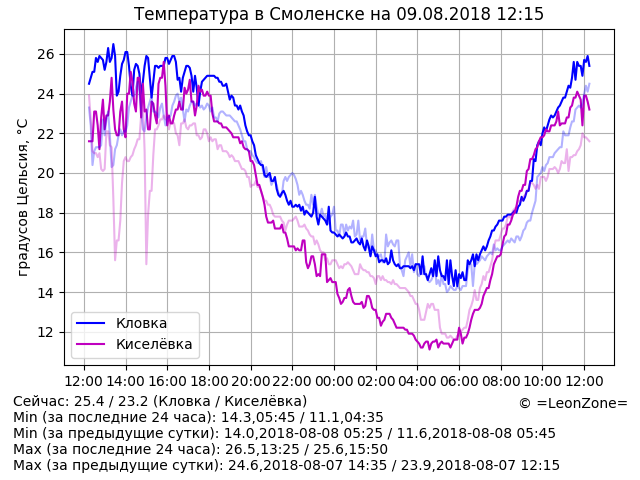 Температура в Смоленске на 09.08.2018 12:15
градусов Цельсия, °C
26
24
22
20
18
16
14
12
Кловка
Киселёвка
12:00 14:00 16:00 18:00 20:00 22:00 00:00 02:00 04:00 06:00 08:00 10:00 12:00
Сейчас: 25.4 / 23.2 (Кловка / Киселёвка)
© =LeonZone=
Min (за последние 24 часа): 14.3,05:45 / 11.1,04:35
Min (за предыдущие сутки): 14.0,2018-08-08 05:25 / 11.6,2018-08-08 05:45
Max (за последние 24 часа): 26.5,13:25 / 25.6,15:50
Max (за предыдущие сутки): 24.6,2018-08-07 14:35 / 23.9,2018-08-07 12:15